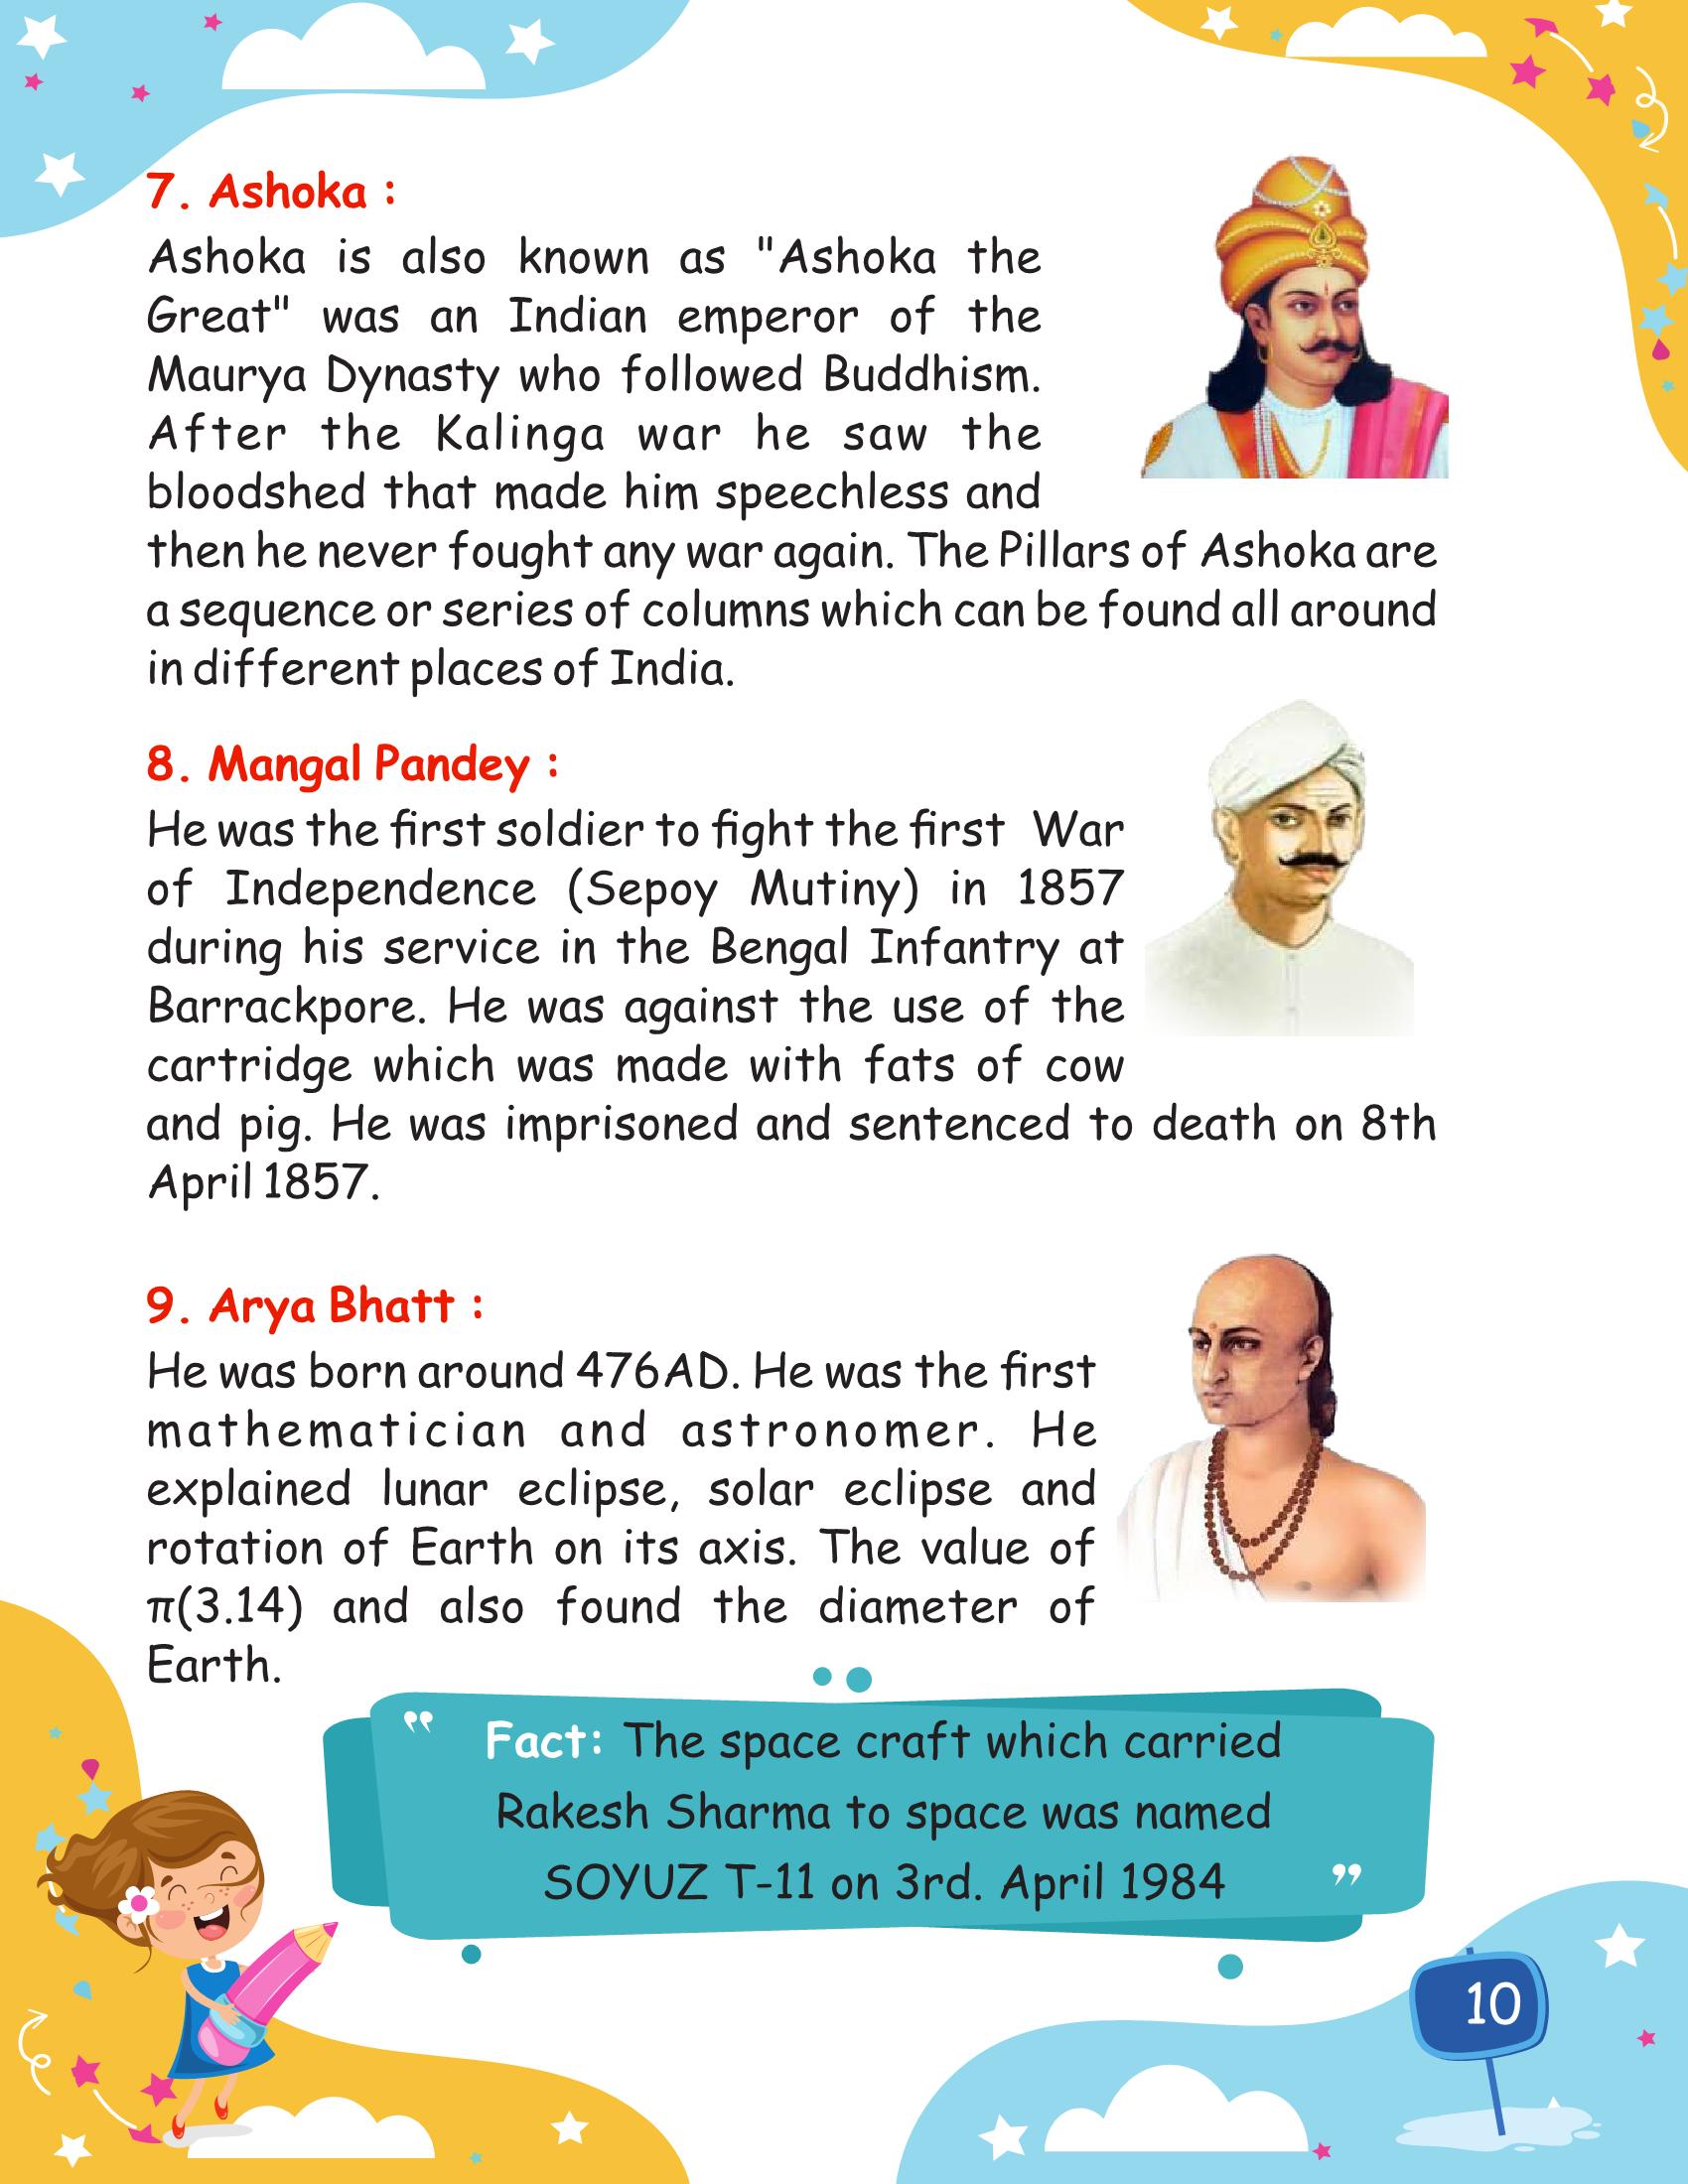 7. Ashoka :
Ashoka is also known as "Ashoka the
Great" was an Indian emperor of the
Maurya Dynasty who followed Buddhism.
After the Kalinga war he saw the
bloodshed that made him speechless and
then he never fought any war again. The Pillars of Ashoka are
a sequence or series of columns which can be found all around
in different places of India.
8. Mangal Pandey :
He was the first soldier to fight the first War
of Independence (Sepoy Mutiny) in 1857
during his service in the Bengal Infantry at
Barrackpore. He was against the use of the
cartridge which was made with fats of cow
and pig. He was imprisoned and sentenced to death on 8th
April 1857.
9. Arya Bhatt :
He was born around 476AD. He was the first
mathematician and astronomer. He
explained lunar eclipse, solar eclipse and
rotation of Earth on its axis. The value of
π(3.14) and also found the diameter of
Earth.
” Fact: The space craft which carried
Rakesh Sharma to space was named
SOYUZ T-11 on 3rd. April 1984 ”
10